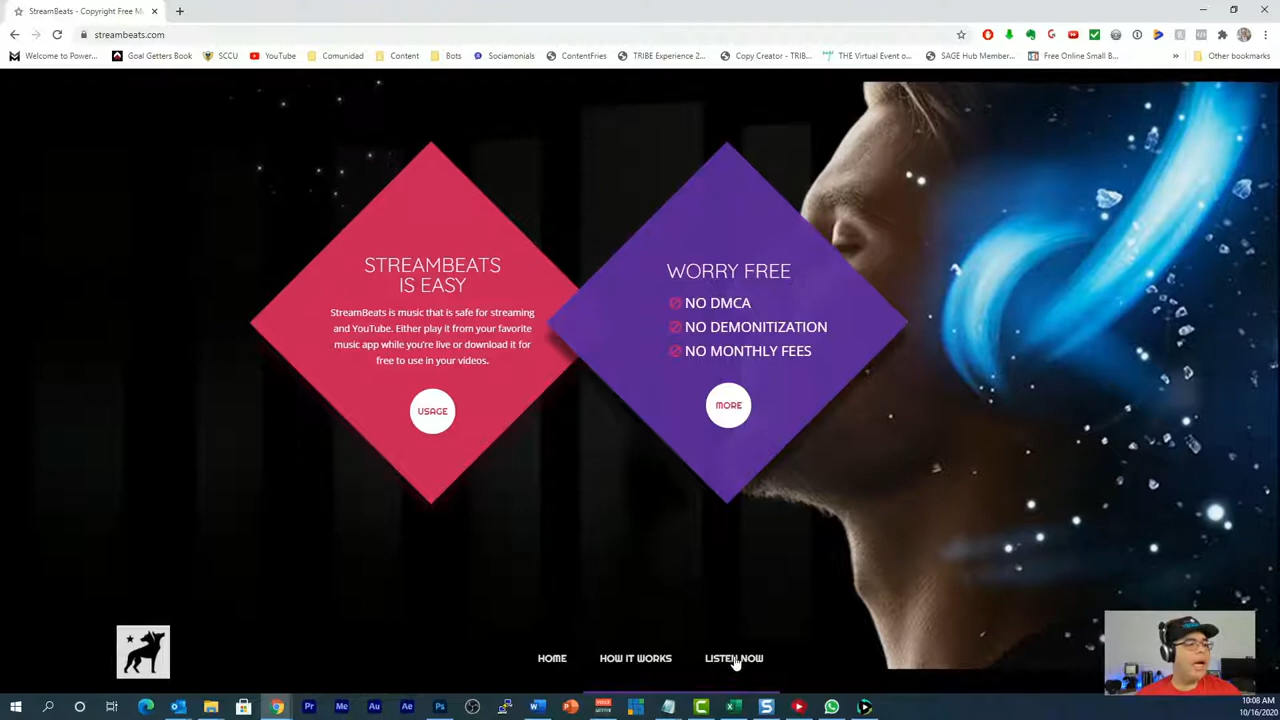 StreamBeats - Copyright Free M
streambeats.com
Welcome to Power...
Goal Getters Book
SCCU
YouTube
Comunidad
Content
Bots
Sociamonials
ContentFries
TRIBE Experience 2...
Copy Creator - TRIB...
THE Virtual Event o...
SAGE Hub Member...
Free Online Small B...
»
Other bookmarks
STREAMBEATS
IS EASY
StreamBeats is music that is safe for streaming
and YouTube. Either play it from your favorite
music app while you're live or download it for
free to use in your videos.
USAGE
WORRY FREE
NO DMCA
NO DEMONITIZATION
NO MONTHLY FEES
MORE
HOME
HOW IT WORKS
LISTEN NOW
10:08 AM
10/16/2020